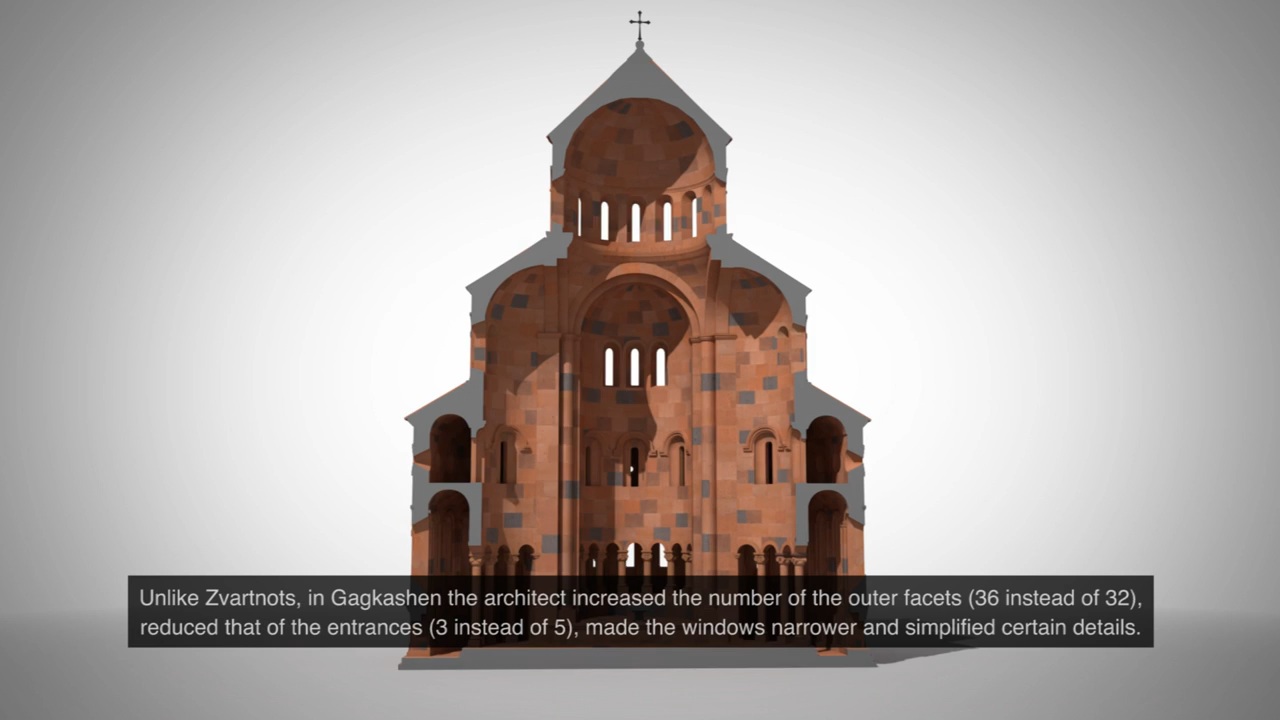 Unlike Zvartnots, in Gagkashen the architect increased the number of the outer facets (36 instead of 32),
reduced that of the entrances (3 instead of 5), made the windows narrower and simplified certain details.